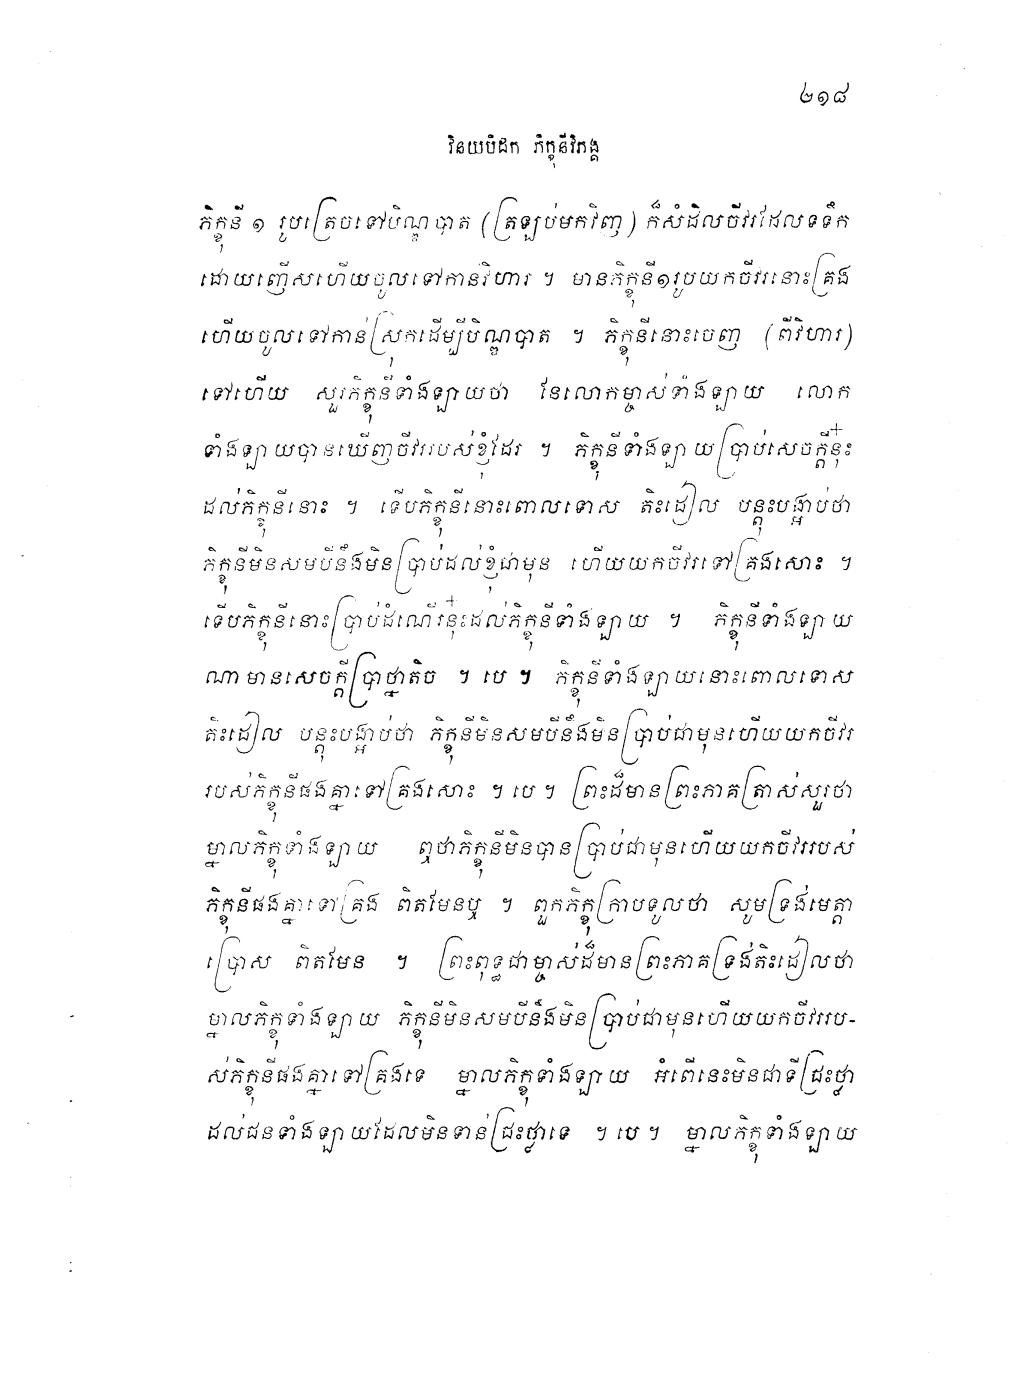 ២១៨
វិនយបិដក ភិក្ខុនីវិភង្គ
ភិក្ខុនី ១ រូបត្រេចទៅបិណ្ឌបាត (ត្រឡប់មកវិញ) ក៏សំដិលចីវរដែលទទឹក
ដោយញើសហើយចូលទៅកាន់វិហារ ។ មានភិក្ខុនី១រូបយកចីវរនោះគ្រង
ហើយចូលទៅកាន់ស្រុកដើម្បីបិណ្ឌបាត ។ ភិក្ខុនីនោះចេញ (ពីវិហារ)
ទៅហើយ សួរភិក្ខុនីទាំងឡាយថា នែលោកម្ចាស់ទាំងឡាយ លោក
ទាំងឡាយបានឃើញចីវររបស់ខ្ញុំដែរ ។ ភិក្ខុនីទាំងឡាយប្រាប់សេចក្តីនុ៎ះ
ដល់ភិក្ខុនីនោះ ។ ទើបភិក្ខុនីនោះពោលទោស តិះដៀល បន្តុះបង្អាប់ថា
ភិក្ខុនីមិនសមបីនឹងមិនប្រាប់ដល់ខ្ញុំជាមុន ហើយយកចីវរទៅគ្រងសោះ ។
ទើបភិក្ខុនីនោះប្រាប់ដំណើរនុ៎ះដល់ភិក្ខុនីទាំងឡាយ ។ ភិក្ខុនីទាំងឡាយ
ណាមានសេចក្តីប្រាថ្នាតិច ។ បេ ។ ភិក្ខុនីទាំងឡាយនោះពោលទោស
តិះដៀល បន្តុះបង្អាប់ថា ភិក្ខុនីមិនសមបីនឹងមិនប្រាប់ជាមុនហើយយកចីវរ
របស់ភិក្ខុនីផងគ្នាទៅគ្រងសោះ ។ បេ ។ ព្រះដ៏មានព្រះភាគត្រាស់សួរថា
ម្នាលភិក្ខុទាំងឡាយ ឮថាភិក្ខុនីមិនបានប្រាប់ជាមុនហើយយកចីវររបស់
ភិក្ខុនីផងគ្នាទៅគ្រង ពិតមែនឬ ។ ពួកភិក្ខុក្រាបទូលថា សូមទ្រង់មេត្តា
ប្រោស ពិតមែន ។ ព្រះពុទ្ធជាម្ចាស់ដ៏មានព្រះភាគទ្រង់តិះដៀលថា
ម្នាលភិក្ខុទាំងឡាយ ភិក្ខុនីមិនសមបីនឹងមិនប្រាប់ជាមុនហើយយកចីវររប-
ស់ភិក្ខុនីផងគ្នាទៅគ្រងទេ ម្នាលភិក្ខុទាំងឡាយ អំពើនេះមិនជាទីជ្រះថ្លា
ដល់ជនទាំងឡាយដែលមិនទាន់ជ្រះថ្លាទេ ។ បេ ។ ម្នាលភិក្ខុទាំងឡាយ